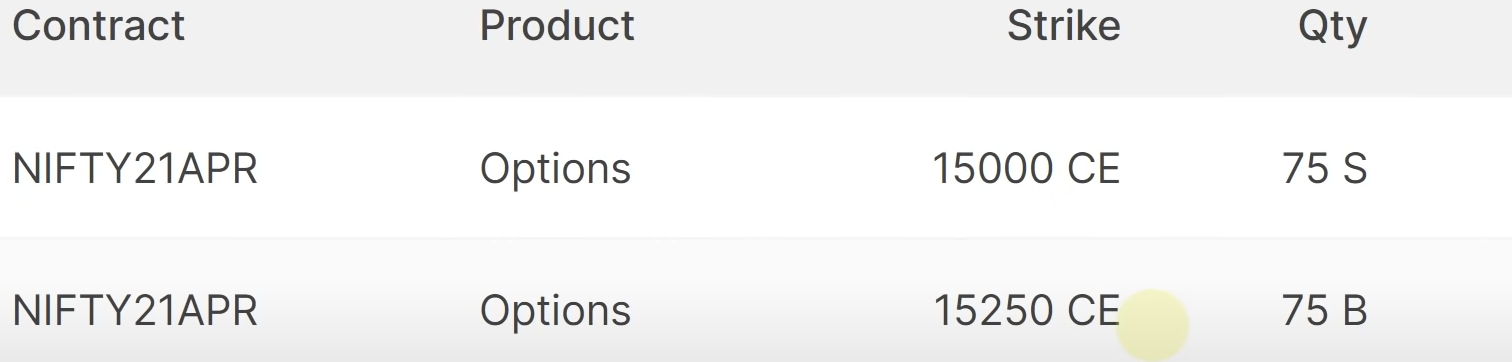 Contract Product Strike Qty
NIFTY21APR Options 15000 CE 75 S
NIFTY21APR Options 15250 CE 75 B